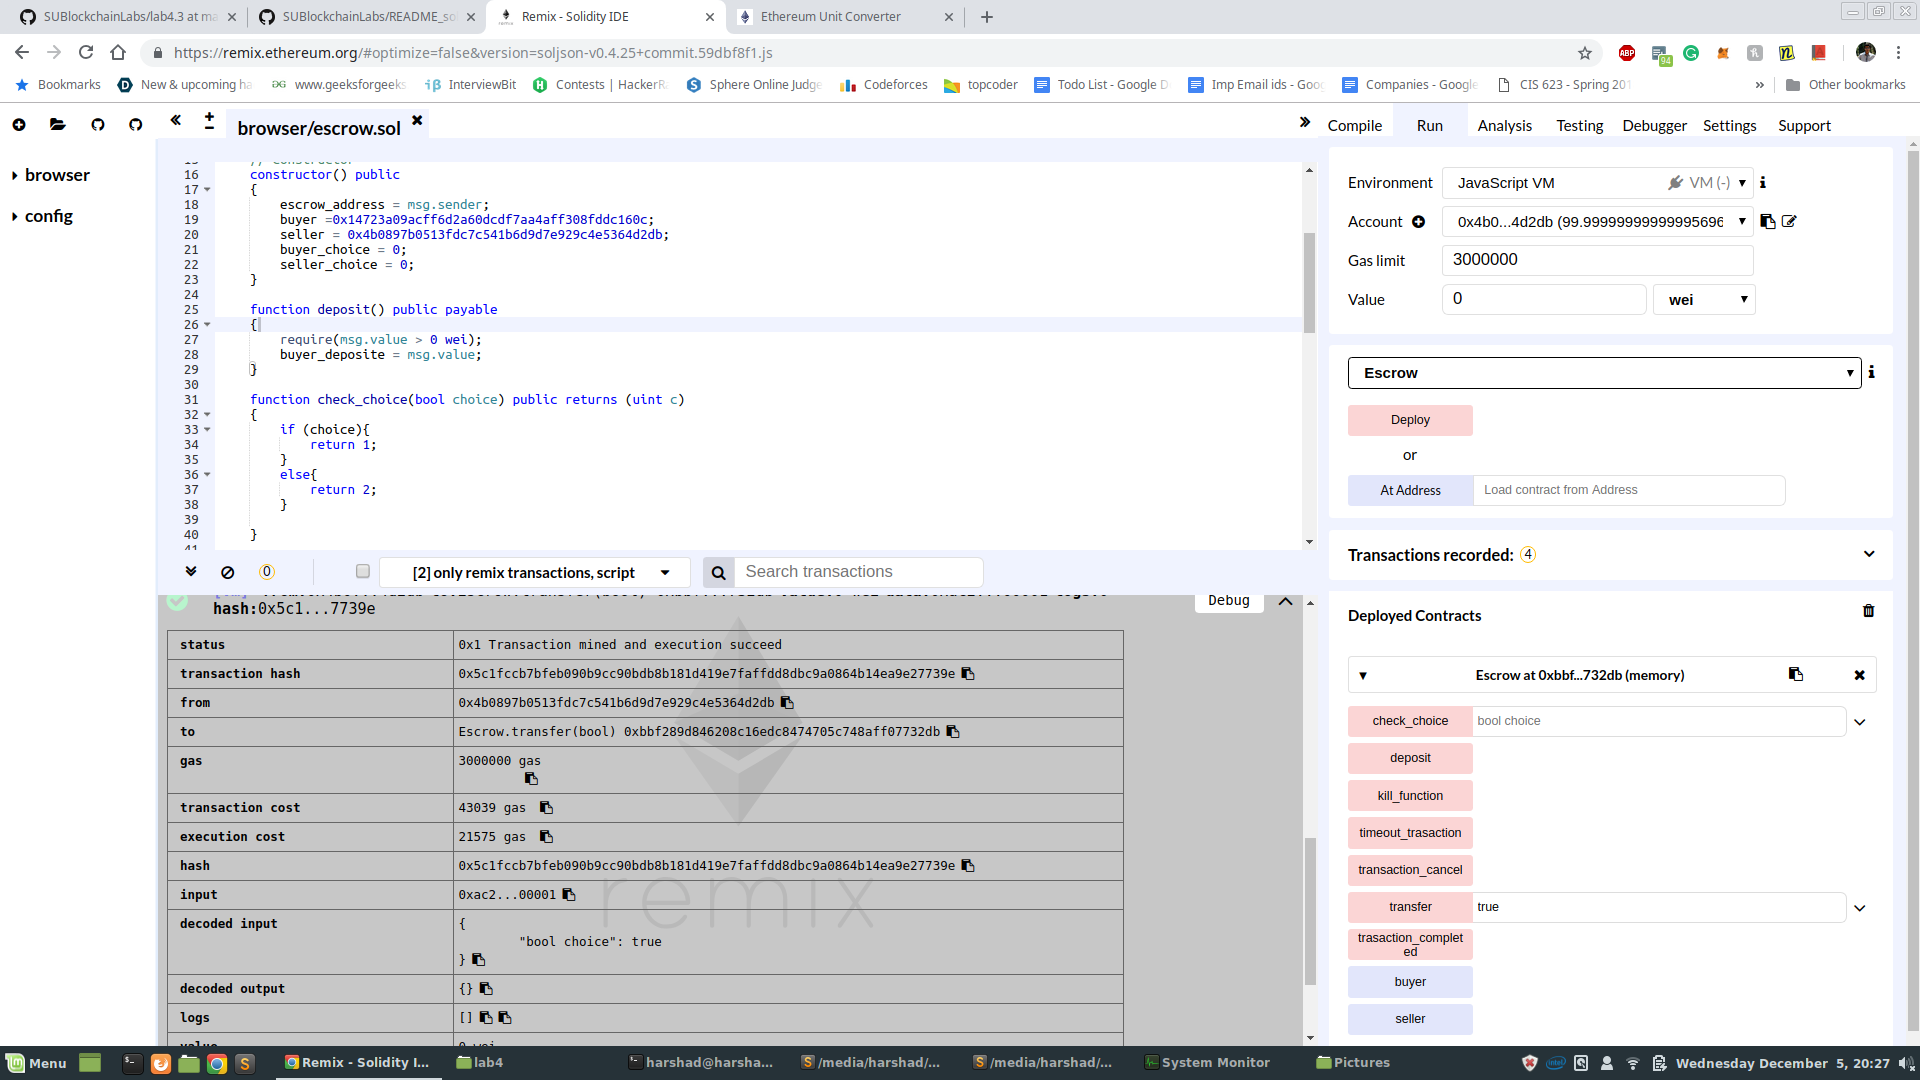 SUBlockchainLabs/lab4.3 at ma
SUBlockchainLabs/README_so
Remix - Solidity IDE
Ethereum Unit Converter
https://remix.ethereum.org/#optimize=false&version=soljson-v0.4.25+commit.59dbf8f1.js
ABP
94
Bookmarks
New & upcoming ha
www.geeksforgeeks
InterviewBit
Contests | HackerR
Sphere Online Judge
Codeforces
topcoder
Todo List - Google D
Imp Email ids - Goog
Companies - Google
CIS 623 - Spring 201
»
Other bookmarks
browser/escrow.sol
browser
config
Compile
Run
Analysis
Testing
Debugger
Settings
Support
15 // constructor
16 constructor() public
17 {
18 escrow_address = msg.sender;
19 buyer =0x14723a09acff6d2a60dcdf7aa4aff308fddc160c;
20 seller = 0x4b0897b0513fdc7c541b6d9d7e929c4e5364d2db;
21 buyer_choice = 0;
22 seller_choice = 0;
23 }
24
25 function deposit() public payable
26 {
27 require(msg.value > 0 wei);
28 buyer_deposite = msg.value;
29 }
30
31 function check_choice(bool choice) public returns (uint c)
32 {
33 if (choice){
34 return 1;
35 }
36 else{
37 return 2;
38 }
39
40 }
41
0
[2] only remix transactions, script
Search transactions
hash:0x5c1...7739e
Debug
status 0x1 Transaction mined and execution succeed
transaction hash 0x5c1fccb7bfeb090b9cc90bdb8b181d419e7faffdd8dbc9a0864b14ea9e27739e
from 0x4b0897b0513fdc7c541b6d9d7e929c4e5364d2db
to Escrow.transfer(bool) 0xbbf289d846208c16edc8474705c748aff07732db
gas 3000000 gas
transaction cost 43039 gas
execution cost 21575 gas
hash 0x5c1fccb7bfeb090b9cc90bdb8b181d419e7faffdd8dbc9a0864b14ea9e27739e
input 0xac2...00001
decoded input {
"bool choice": true
}
decoded output {}
logs []
value 0 wei
remix
Environment
JavaScript VM
VM (-)
Account
0x4b0...4d2db (99.99999999999995696
Gas limit
3000000
Value
0
wei
Escrow
Deploy
or
At Address
Load contract from Address
Transactions recorded: 4
Deployed Contracts
Escrow at 0xbbf...732db (memory)
check_choice
bool choice
deposit
kill_function
timeout_trasaction
transaction_cancel
transfer
true
trasaction_complet
ed
buyer
seller
Menu
Remix - Solidity I...
lab4
harshad@harsha...
/media/harshad/...
/media/harshad/...
System Monitor
Pictures
Wednesday December 5, 20:27